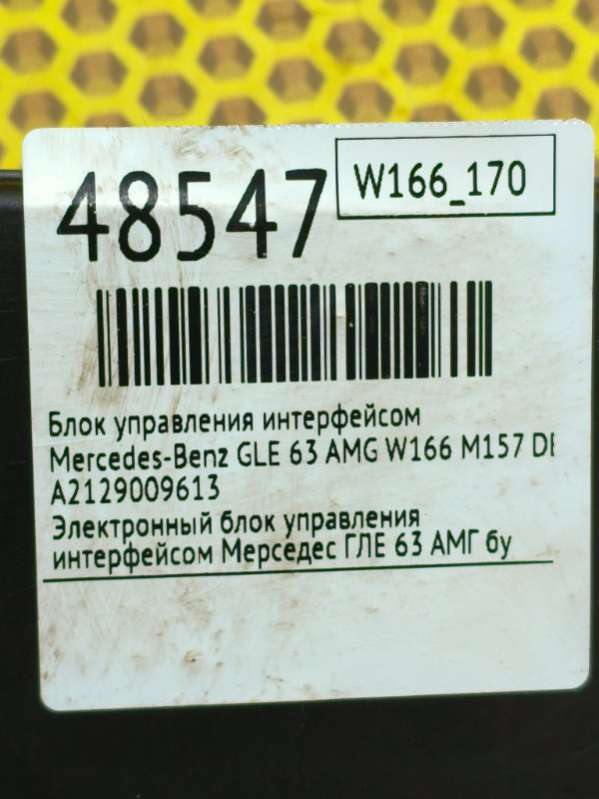 48547
W166_170
Блок управления интерфейсом
Mercedes-Benz GLE 63 AMG W166 M157 DE
A2129009613
Электронный блок управления
интерфейсом Мерседес ГЛЕ 63 АМГ бу